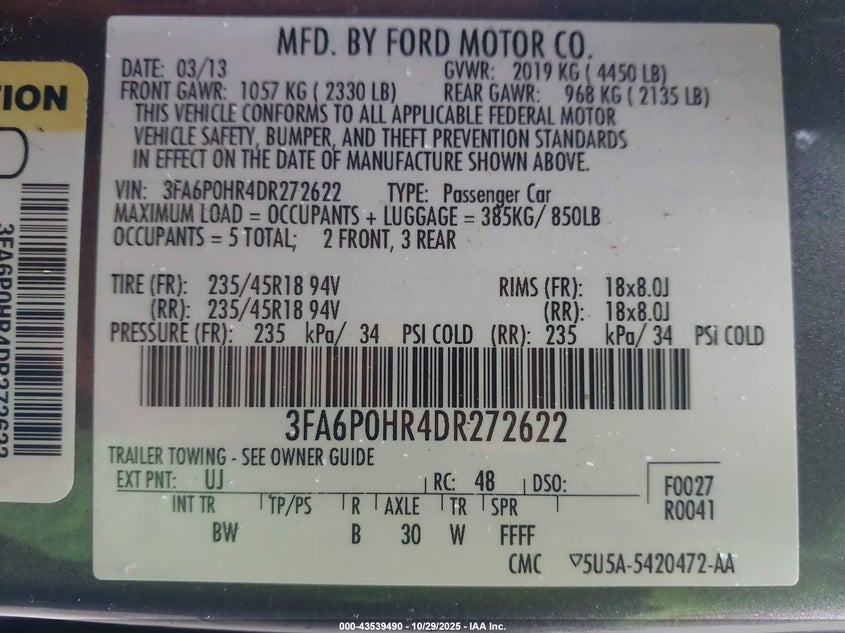 MFD. BY FORD MOTOR CO.
DATE: 03/13 GVWR: 2019 KG ( 4450 LB)
FRONT GAWR: 1057 KG ( 2330 LB) REAR GAWR: 968 KG ( 2135 LB)
THIS VEHICLE CONFORMS TO ALL APPLICABLE FEDERAL MOTOR
VEHICLE SAFETY, BUMPER, AND THEFT PREVENTION STANDARDS
IN EFFECT ON THE DATE OF MANUFACTURE SHOWN ABOVE.
VIN: 3FA6P0HR4DR272622 TYPE: Passenger Car
MAXIMUM LOAD = OCCUPANTS + LUGGAGE = 385KG/ 850LB
OCCUPANTS = 5 TOTAL; 2 FRONT, 3 REAR
TIRE (FR): 235/45R18 94V RIMS (FR): 18x8.0J
(RR): 235/45R18 94V (RR): 18x8.0J
PRESSURE (FR): 235 kPa/ 34 PSI COLD (RR): 235 kPa/ 34 PSi COLD
3FA6P0HR4DR272622
TRAILER TOWING - SEE OWNER GUIDE
EXT PNT: UJ RC: 48 DSO: F0027
INT TR TP/PS R AXLE TR SPR R0041
BW B 30 W FFFF
CMC ▽5U5A-5420472-AA
TION
3FA6P0HR4DR272622
000-43539490 - 10/29/2025 - IAA Inc.